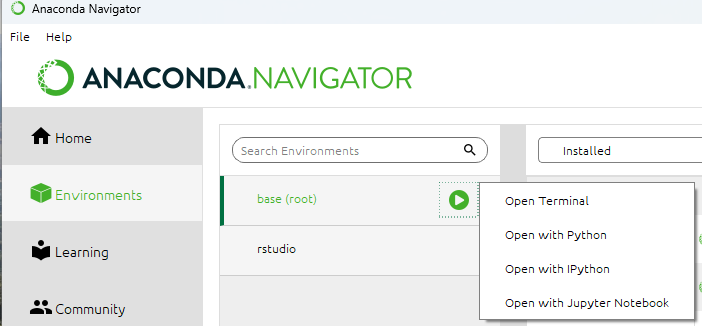 Anaconda Navigator
File Help
ANACONDA.NAVIGATOR
Home
Search Environments
Installed
Environments
base (root)
Open Terminal
Open with Python
Learning
rstudio
Open with IPython
Open with Jupyter Notebook
Community